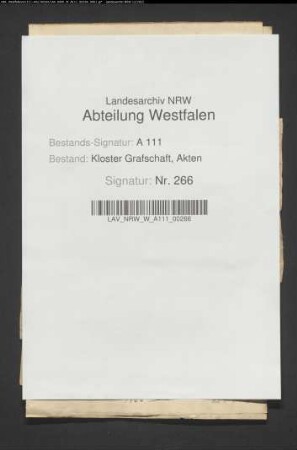 Landesarchiv NRW
Abteilung Westfalen
Bestands-Signatur: A 111
Bestand: Kloster Grafschaft, Akten
Signatur: Nr. 266
LAV_NRW_W_A111_00266